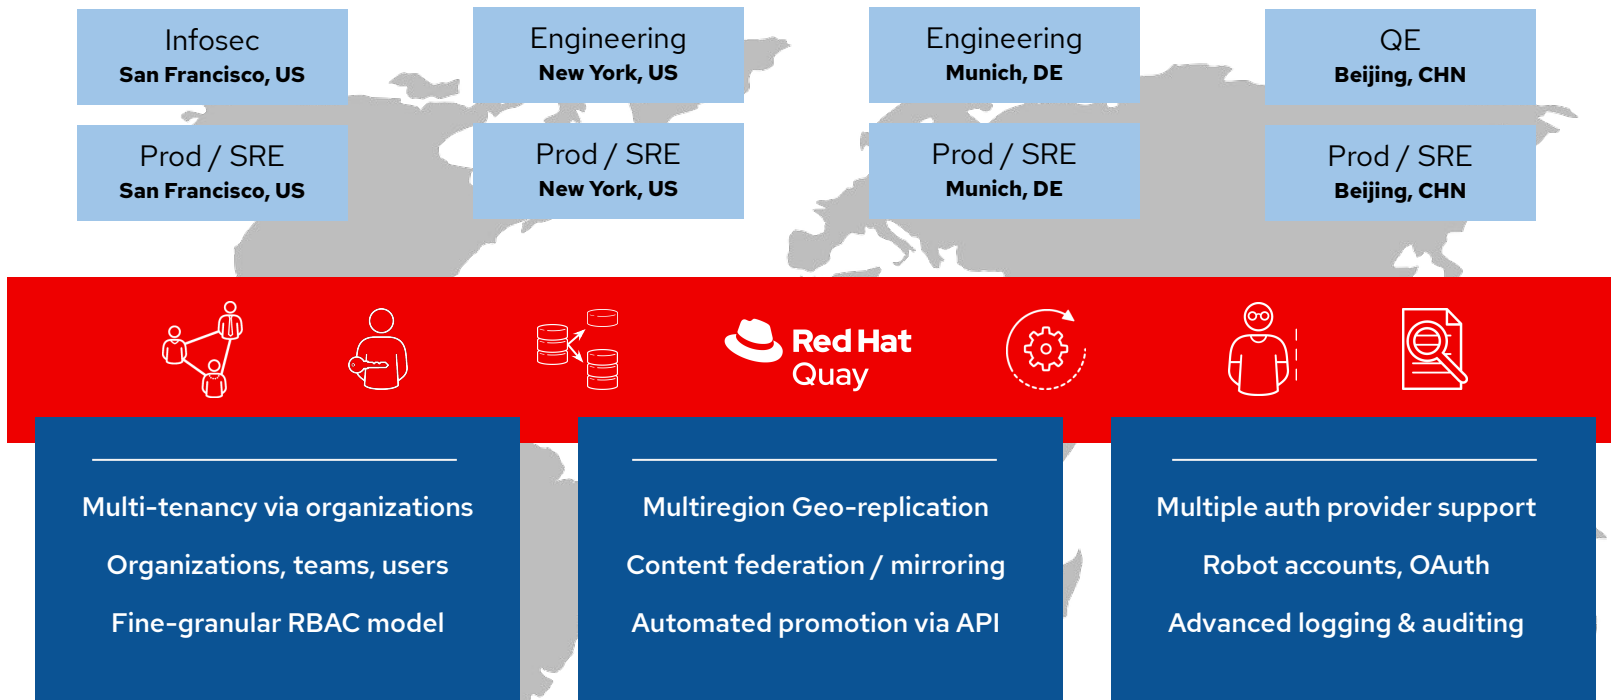 Infosec
San Francisco, US
Engineering
New York, US
Engineering
Munich, DE
QE
Beijing, CHN
Prod / SRE
San Francisco, US
Prod / SRE
New York, US
Prod / SRE
Munich, DE
Prod / SRE
Beijing, CHN
Red Hat
Quay
Multi-tenancy via organizations
Organizations, teams, users
Fine-granular RBAC model
Multiregion Geo-replication
Content federation / mirroring
Automated promotion via API
Multiple auth provider support
Robot accounts, OAuth
Advanced logging & auditing